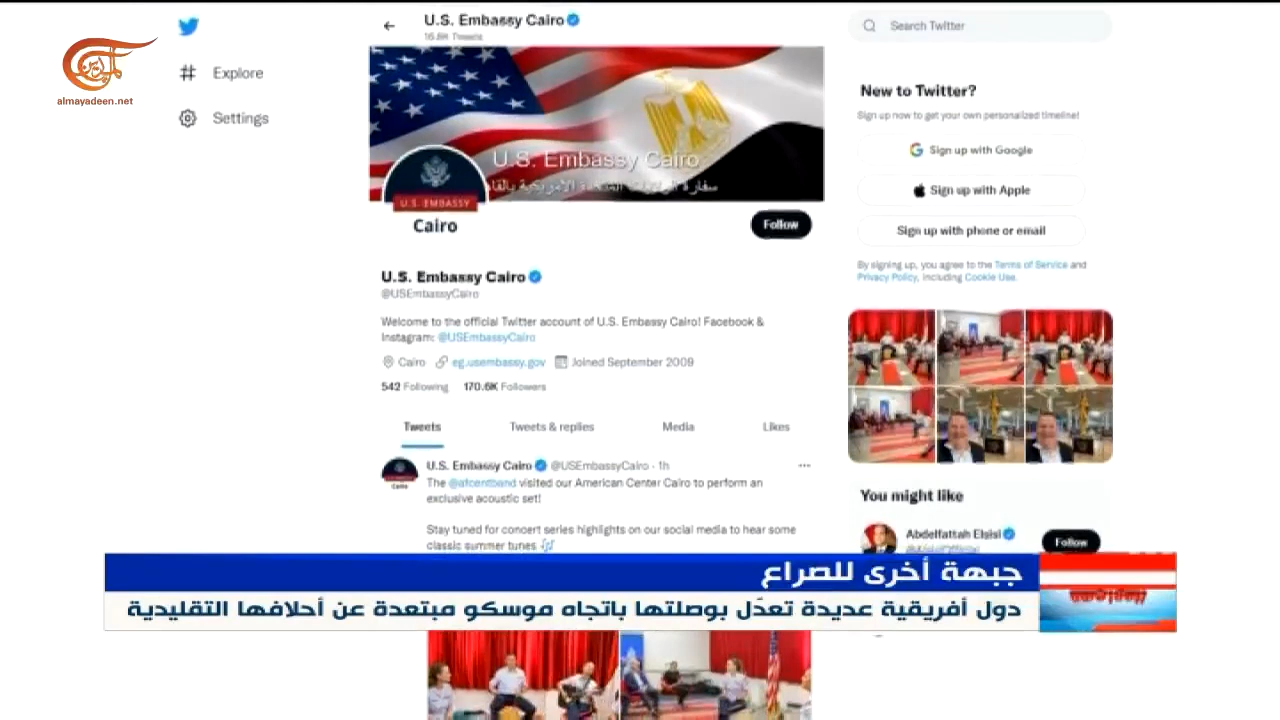 almayadeen.net
Explore
Settings
U.S. Embassy Cairo
16.8K Tweets
U.S. Embassy Cairo
سفارة الولايات المتحدة الامريكية بالقا
U.S. EMBASSY
Cairo
Follow
U.S. Embassy Cairo
@USEmbassyCairo
Welcome to the official Twitter account of U.S. Embassy Cairo! Facebook &
Instagram: @USEmbassyCairo
Cairo eg.usembassy.gov Joined September 2009
542 Following 170.6K Followers
Tweets Tweets & replies Media Likes
U.S. Embassy Cairo @USEmbassyCairo · 1h
The @afcentband visited our American Center Cairo to perform an
exclusive acoustic set!
Stay tuned for concert series highlights on our social media to hear some
classic summer tunes
Search Twitter
New to Twitter?
Sign up now to get your own personalized timeline!
Sign up with Google
Sign up with Apple
Sign up with phone or email
By signing up, you agree to the Terms of Service and
Privacy Policy, including Cookie Use.
You might like
Abdelfattah Elsisi
Follow
جبهة أخرى للصراع
دول أفريقية عديدة تعدّل بوصلتها باتجاه موسكو مبتعدة عن أحلافها التقليدية